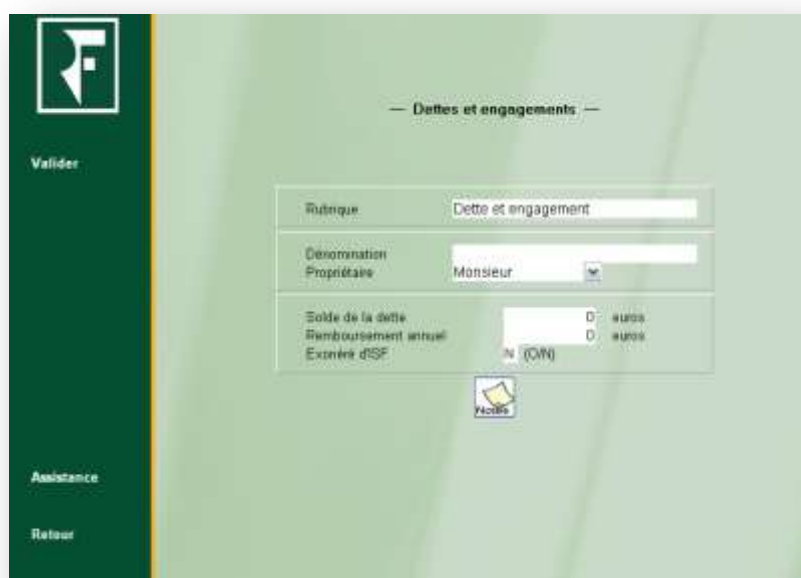 RF
— Dettes et engagements —
Valider
Rubrique Dette et engagement
Dénomination
Propriétaire Monsieur
Solde de la dette 0 euros
Remboursement annuel 0 euros
Exonéré d'ISF N (O/N)
Notes
Assistance
Retour